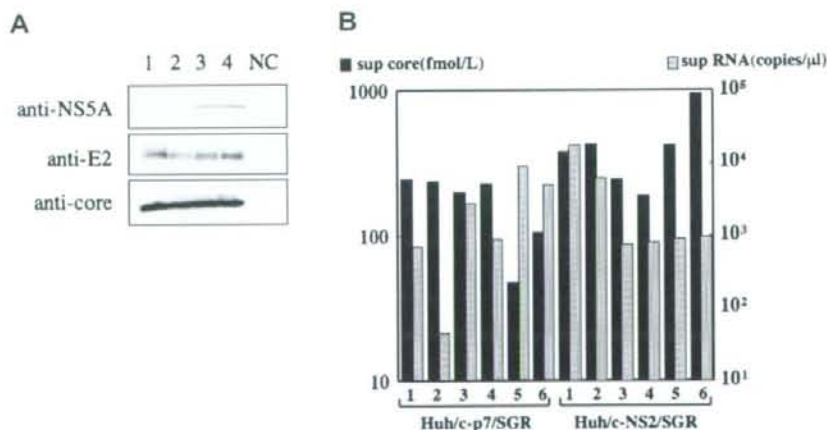 A
1 2 3 4 NC
anti-NS5A
anti-E2
anti-core
B
sup core(fmol/L)
sup RNA(copies/µl)
1000
100
10
10⁵
10⁴
10³
10²
10¹
1 2 3 4 5 6 1 2 3 4 5 6
Huh/c-p7/SGR Huh/c-NS2/SGR